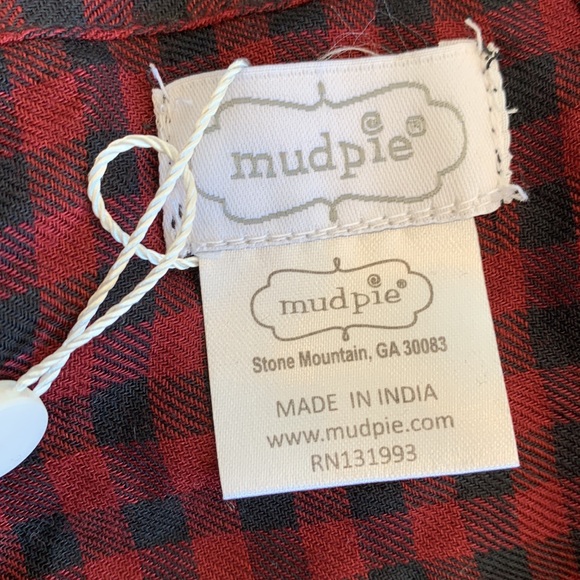 mudpie®
mudpie®
Stone Mountain, GA 30083
MADE IN INDIA
www.mudpie.com
RN131993